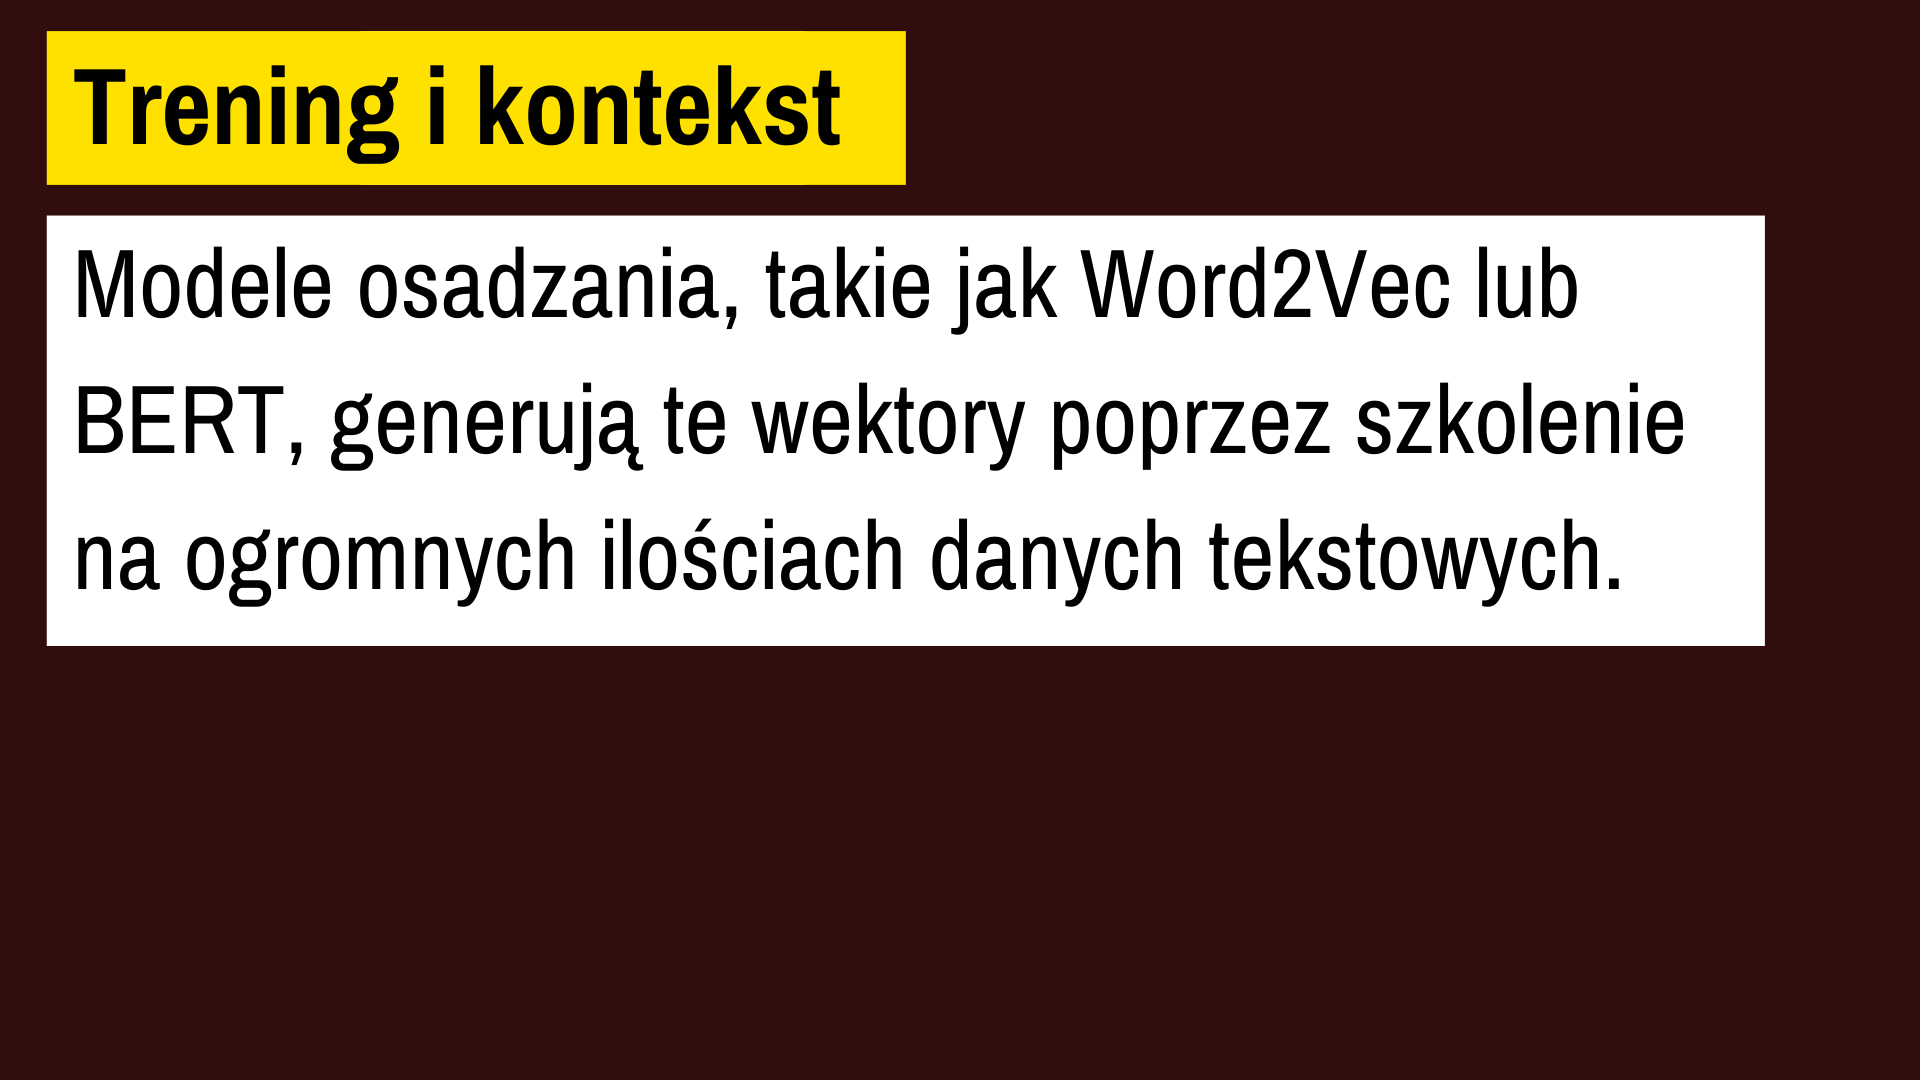 Trening i kontekst
Modele osadzania, takie jak Word2Vec lub
BERT, generują te wektory poprzez szkolenie
na ogromnych ilościach danych tekstowych.